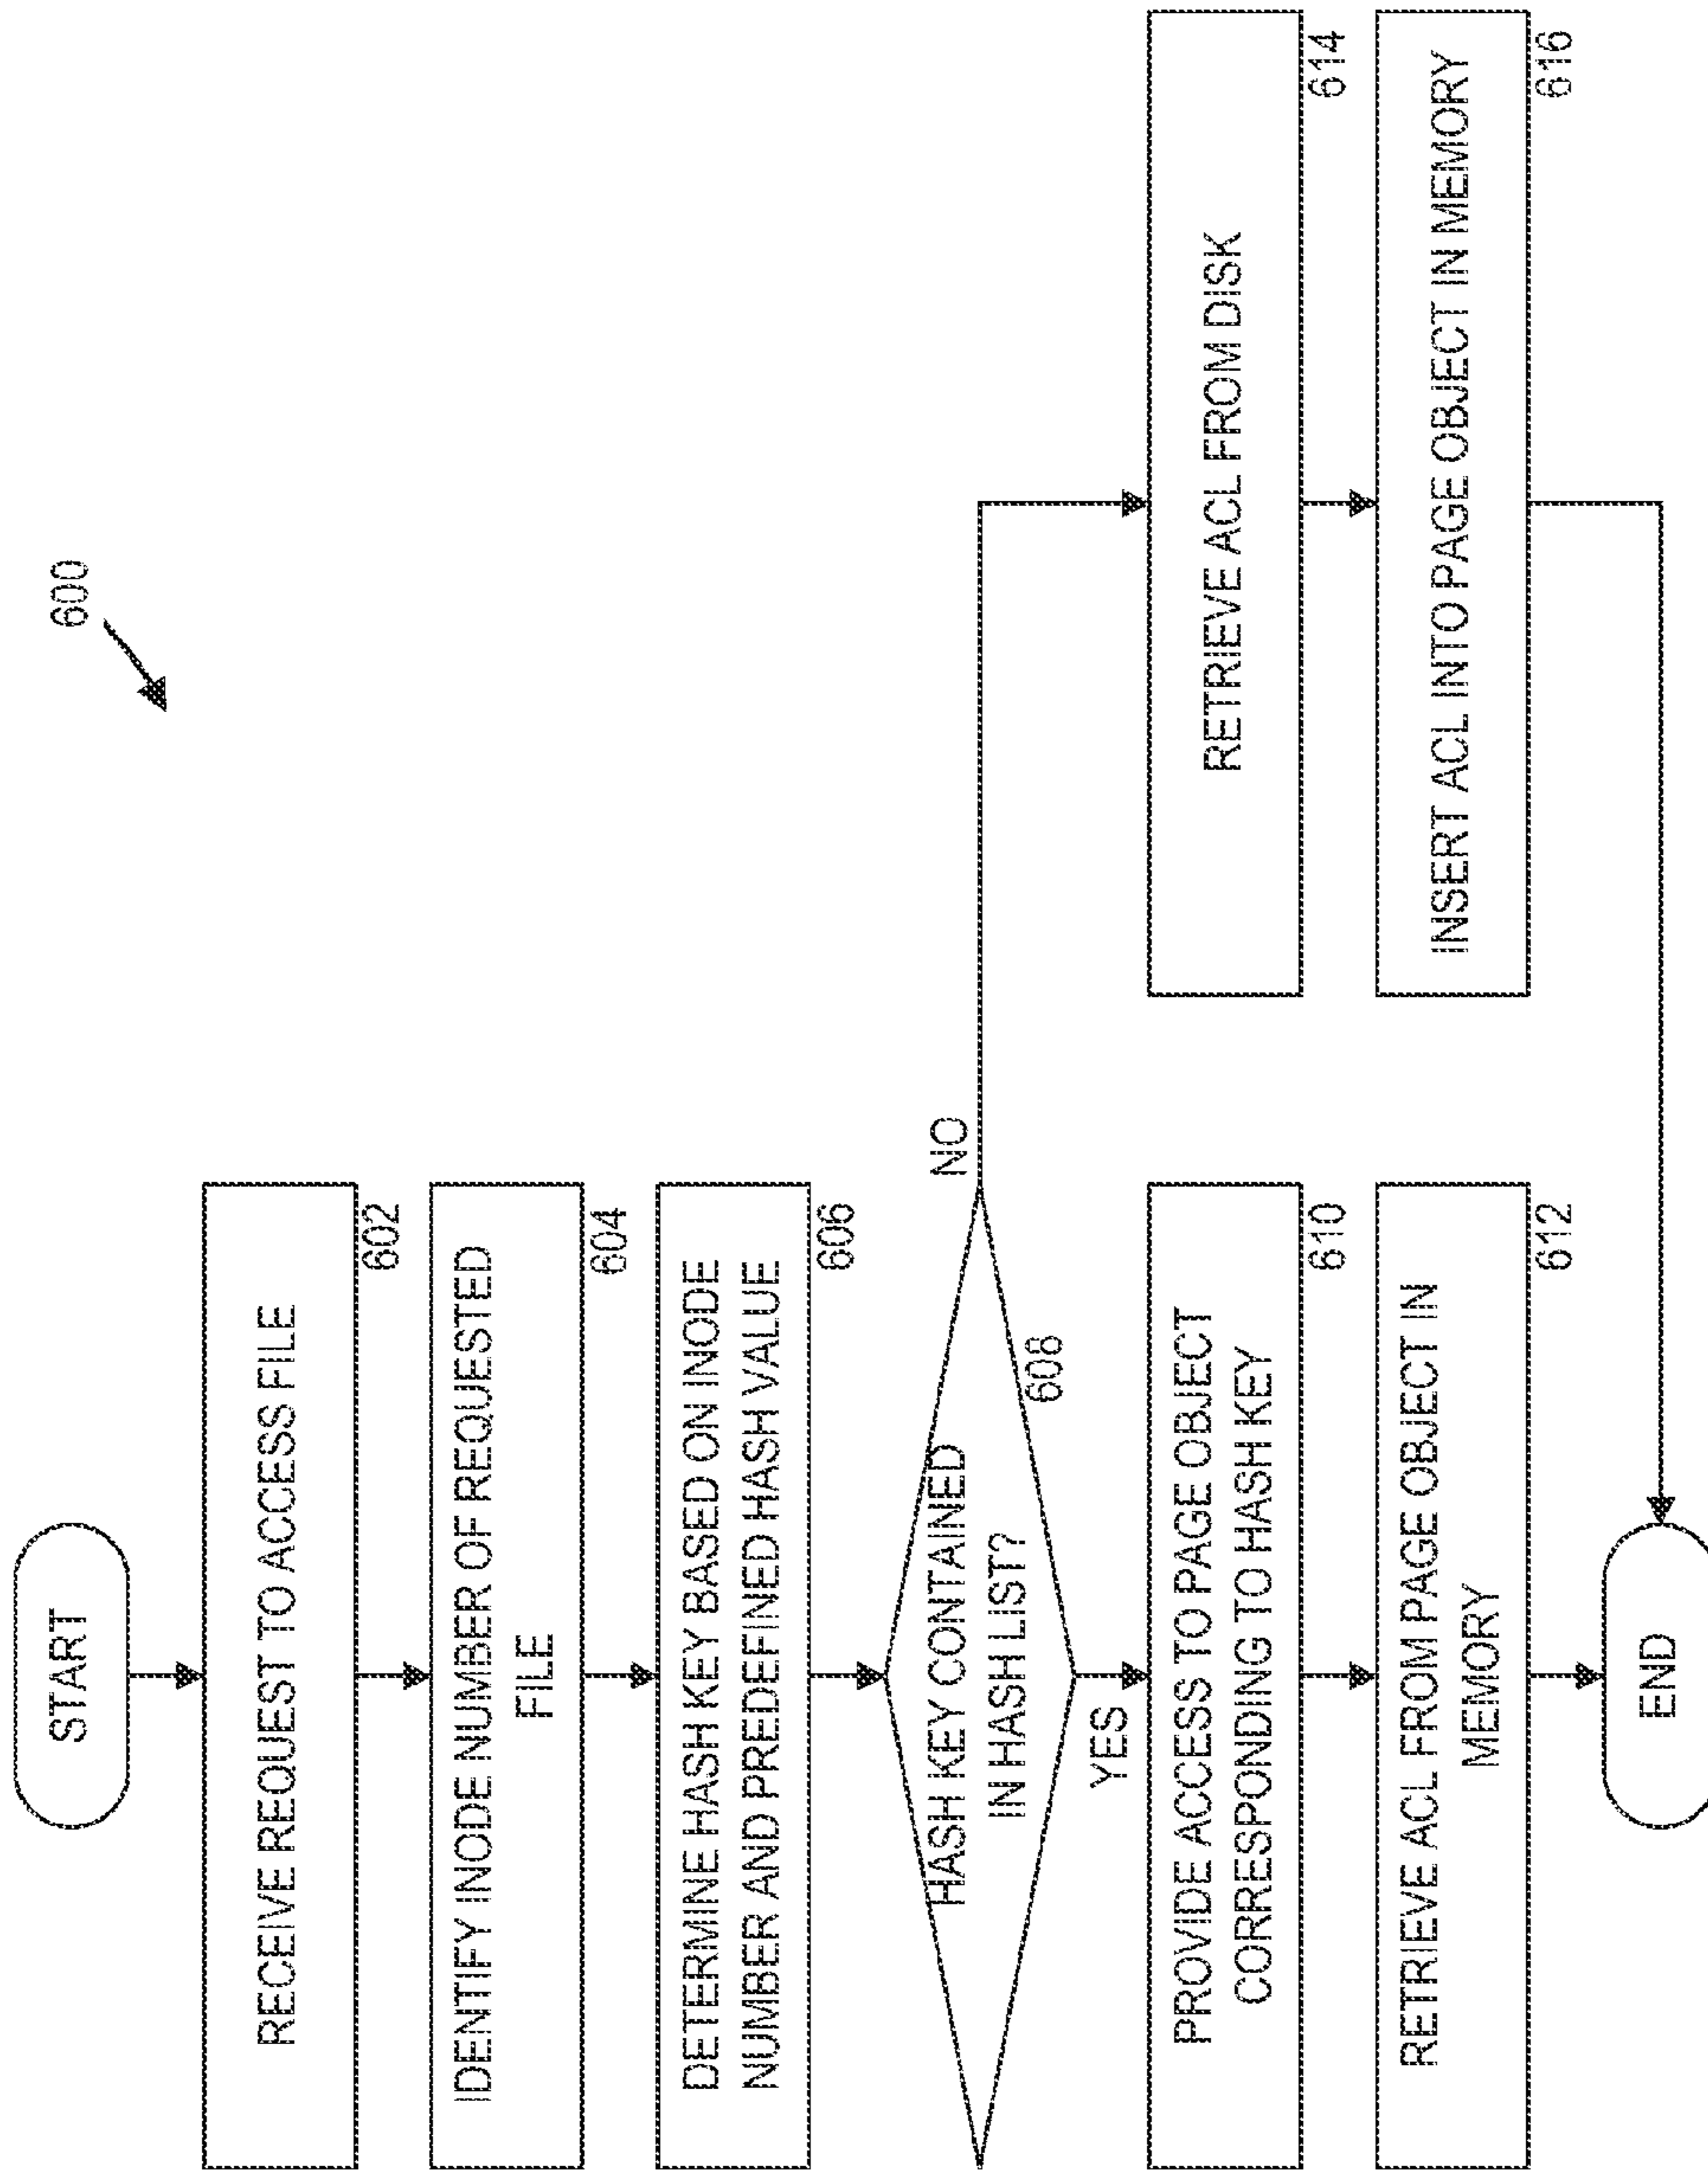 600
START
RECEIVE REQUEST TO ACCESS FILE
602
IDENTIFY INODE NUMBER OF REQUESTED
FILE
604
DETERMINE HASH KEY BASED ON INODE
NUMBER AND PREDEFINED HASH VALUE
606
HASH KEY CONTAINED
IN HASH LIST?
608
NO
YES
PROVIDE ACCESS TO PAGE OBJECT
CORRESPONDING TO HASH KEY
610
RETRIEVE ACL FROM PAGE OBJECT IN
MEMORY
612
RETRIEVE ACL FROM DISK
614
INSERT ACL INTO PAGE OBJECT IN MEMORY
616
END